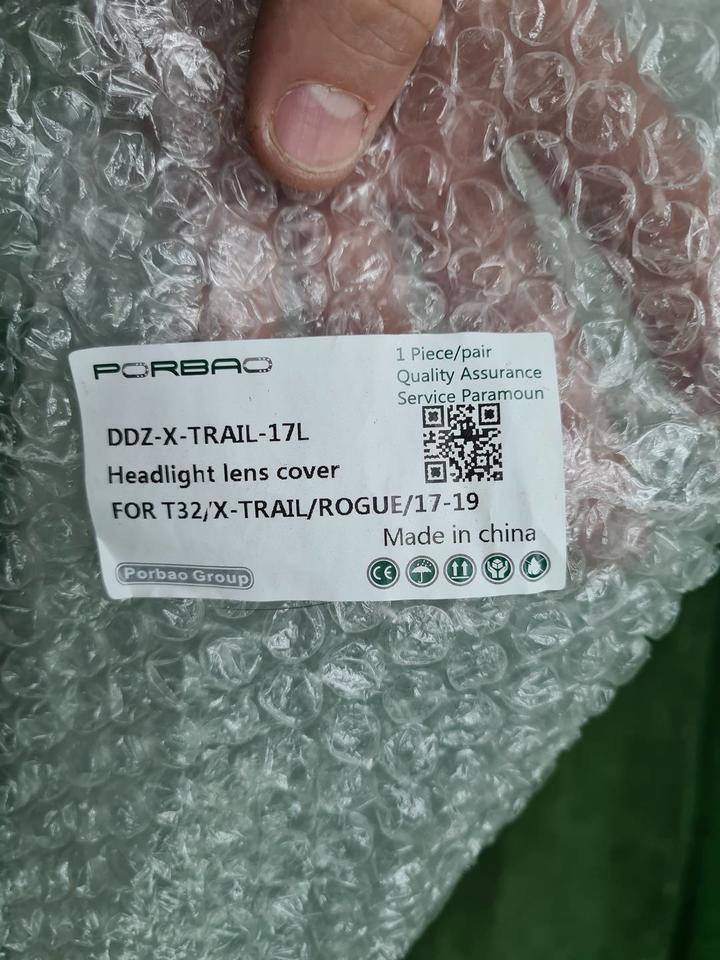 PORBAO
1 Piece/pair
Quality Assurance
Service Paramoun
DDZ-X-TRAIL-17L
Headlight lens cover
FOR T32/X-TRAIL/ROGUE/17-19
Made in china
Porbao Group
CE